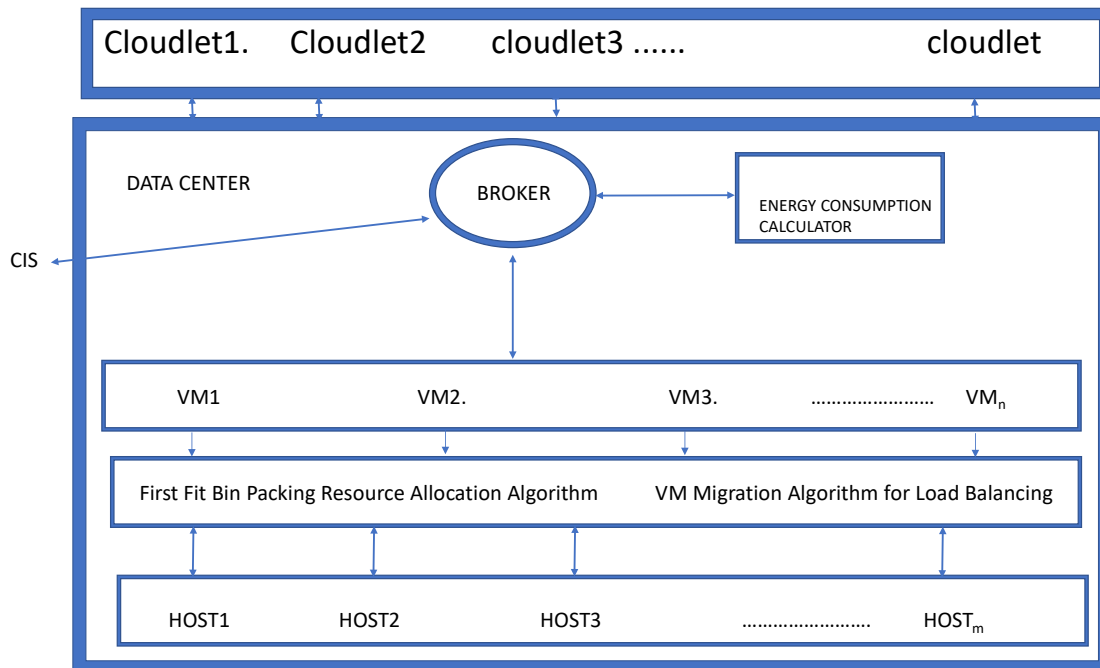 Cloudlet1. Cloudlet2 cloudlet3 ...... cloudlet
DATA CENTER
BROKER
ENERGY CONSUMPTION
CALCULATOR
CIS
VM1 VM2. VM3. …………………… VMn
First Fit Bin Packing Resource Allocation Algorithm VM Migration Algorithm for Load Balancing
HOST1 HOST2 HOST3 ……………………. HOSTm